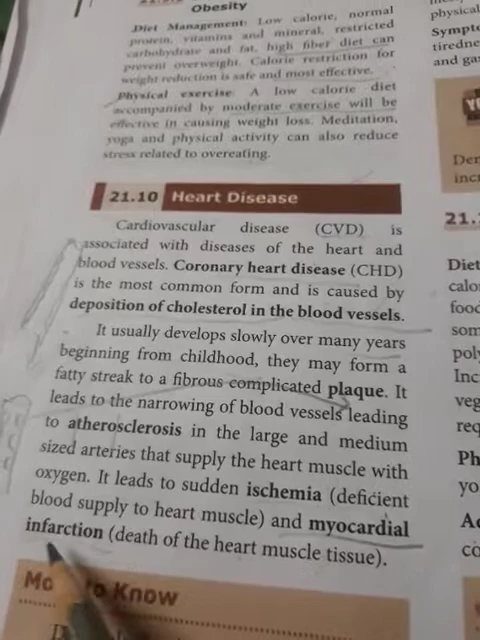 Obesity
Diet Management: Low calorie, normal
protein, vitamins and mineral, restricted
carbohydrate and fat, high fiber diet can
prevent overweight. Calorie restriction for
weight reduction is safe and most effective.
Physical exercise: A low calorie diet
accompanied by moderate exercise will be
effective in causing weight loss. Meditation,
yoga and physical activity can also reduce
stress related to overeating.
21.10 Heart Disease
Cardiovascular disease (CVD) is
associated with diseases of the heart and
blood vessels. Coronary heart disease (CHD)
is the most common form and is caused by
deposition of cholesterol in the blood vessels.
It usually develops slowly over many years
beginning from childhood, they may form a
fatty streak to a fibrous complicated plaque. It
leads to the narrowing of blood vessels leading
to atherosclerosis in the large and medium
sized arteries that supply the heart muscle with
oxygen. It leads to sudden ischemia (deficient
blood supply to heart muscle) and myocardial
infarction (death of the heart muscle tissue).
to Know
physical
Sympto
tiredne
and ga
Der
inc
21.
Diet
calo
food
som
poly
Inc
veg
req
Ph
yo
Ac
co